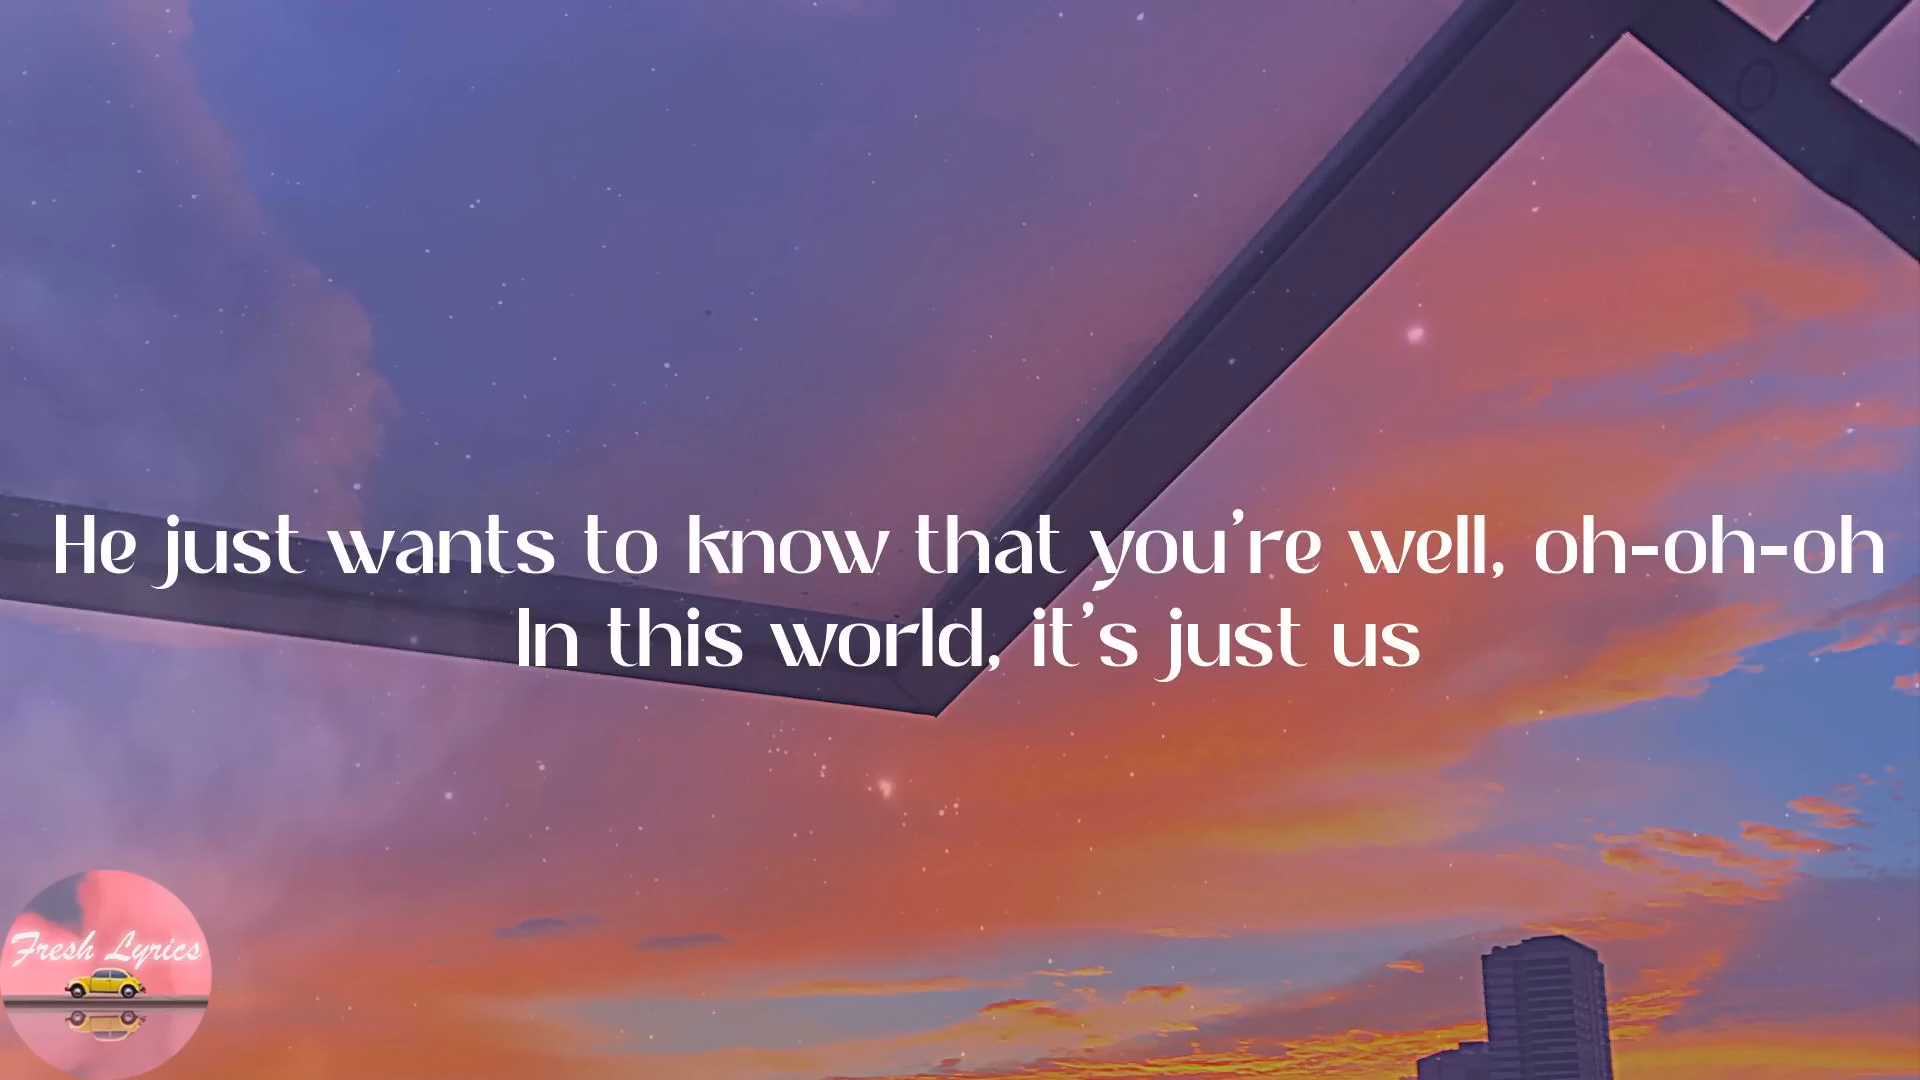 He just wants to know that you're well, oh-oh-oh
In this world, it's just us
Fresh Lyrics